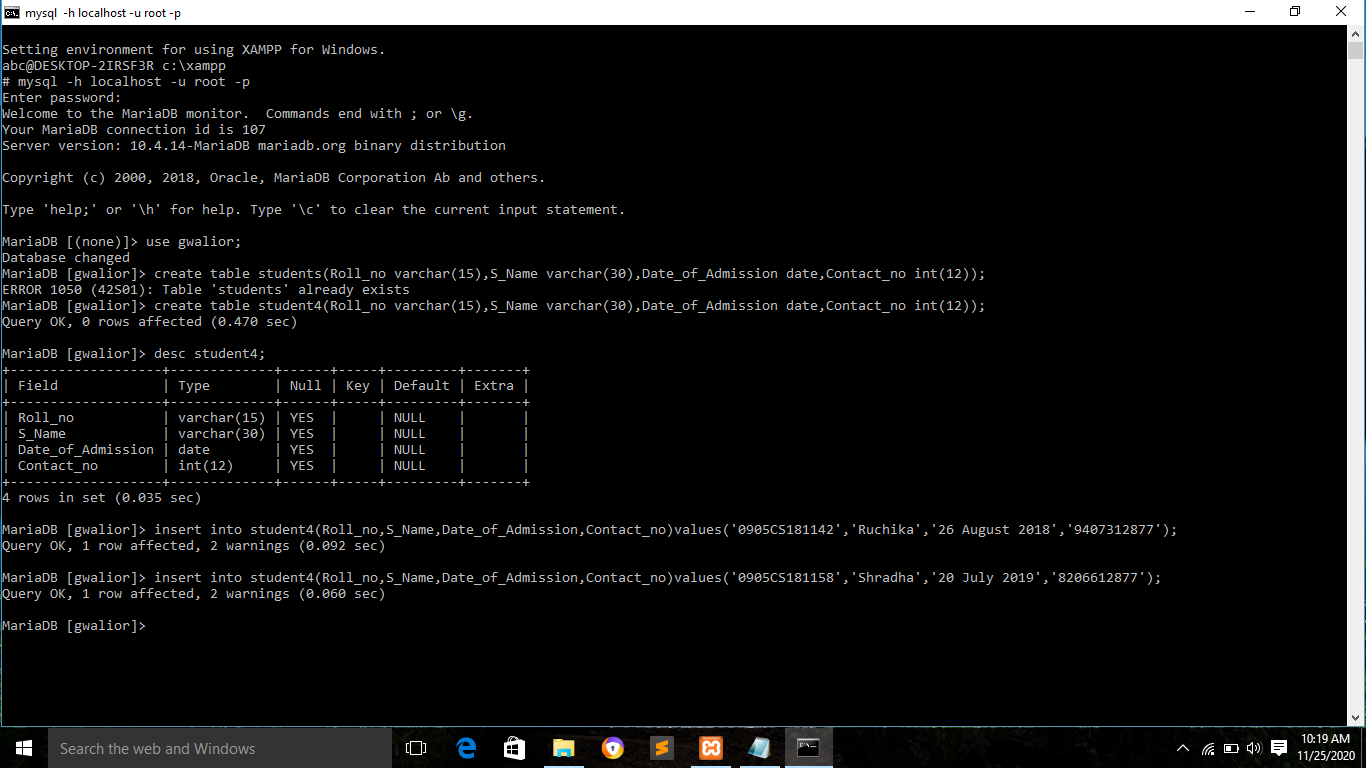 mysql -h localhost -u root -p
Setting environment for using XAMPP for Windows.
abc@DESKTOP-2IRSF3R c:\xampp
# mysql -h localhost -u root -p
Enter password:
Welcome to the MariaDB monitor.  Commands end with ; or \g.
Your MariaDB connection id is 107
Server version: 10.4.14-MariaDB mariadb.org binary distribution
Copyright (c) 2000, 2018, Oracle, MariaDB Corporation Ab and others.
Type 'help;' or '\h' for help. Type '\c' to clear the current input statement.
MariaDB [(none)]> use gwalior;
Database changed
MariaDB [gwalior]> create table students(Roll_no varchar(15),S_Name varchar(30),Date_of_Admission date,Contact_no int(12));
ERROR 1050 (42S01): Table 'students' already exists
MariaDB [gwalior]> create table student4(Roll_no varchar(15),S_Name varchar(30),Date_of_Admission date,Contact_no int(12));
Query OK, 0 rows affected (0.470 sec)
MariaDB [gwalior]> desc student4;
+-------------------+-------------+------+-----+---------+-------+
| Field             | Type        | Null | Key | Default | Extra |
+-------------------+-------------+------+-----+---------+-------+
| Roll_no           | varchar(15) | YES  |     | NULL    |       |
| S_Name            | varchar(30) | YES  |     | NULL    |       |
| Date_of_Admission | date        | YES  |     | NULL    |       |
| Contact_no        | int(12)     | YES  |     | NULL    |       |
+-------------------+-------------+------+-----+---------+-------+
4 rows in set (0.035 sec)
MariaDB [gwalior]> insert into student4(Roll_no,S_Name,Date_of_Admission,Contact_no)values('0905CS181142','Ruchika','26 August 2018','9407312877');
Query OK, 1 row affected, 2 warnings (0.092 sec)
MariaDB [gwalior]> insert into student4(Roll_no,S_Name,Date_of_Admission,Contact_no)values('0905CS181158','Shradha','20 July 2019','8206612877');
Query OK, 1 row affected, 2 warnings (0.060 sec)
MariaDB [gwalior]>
Search the web and Windows
10:19 AM
11/25/2020